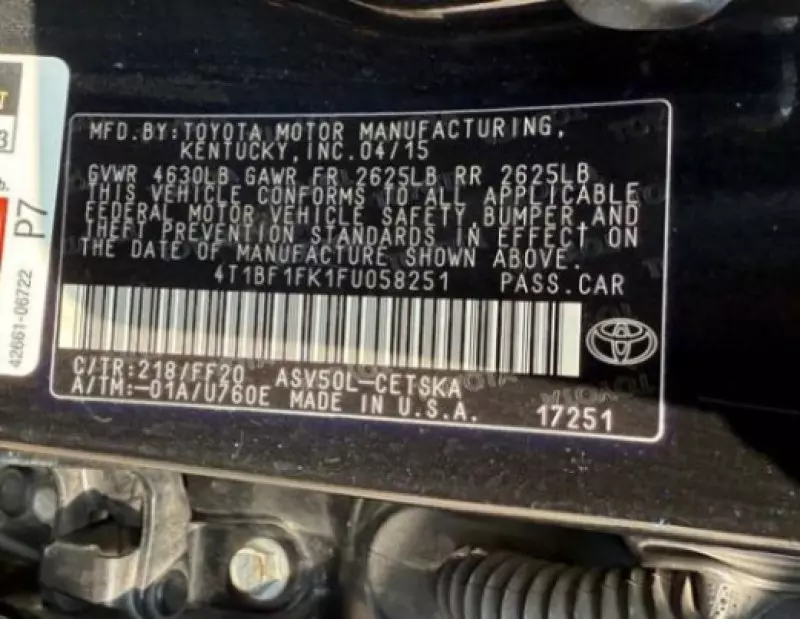 MFD.BY:TOYOTA MOTOR MANUFACTURING,
KENTUCKY, INC.04/15
GVWR 4630LB GAWR FR 2625LB RR 2625LB
THIS VEHICLE CONFORMS TO ALL APPLICABLE
FEDERAL MOTOR VEHICLE SAFETY, BUMPER, AND
THEFT PREVENTION STANDARDS IN EFFECT ON
THE DATE OF MANUFACTURE SHOWN ABOVE.
4T1BF1FK1FU058251 PASS.CAR
C/TR:218/FF20 ASV50L-CETSKA
A/TM:-01A/U760E MADE IN U.S.A. 17251
P7
42661-06722
TOYOTA